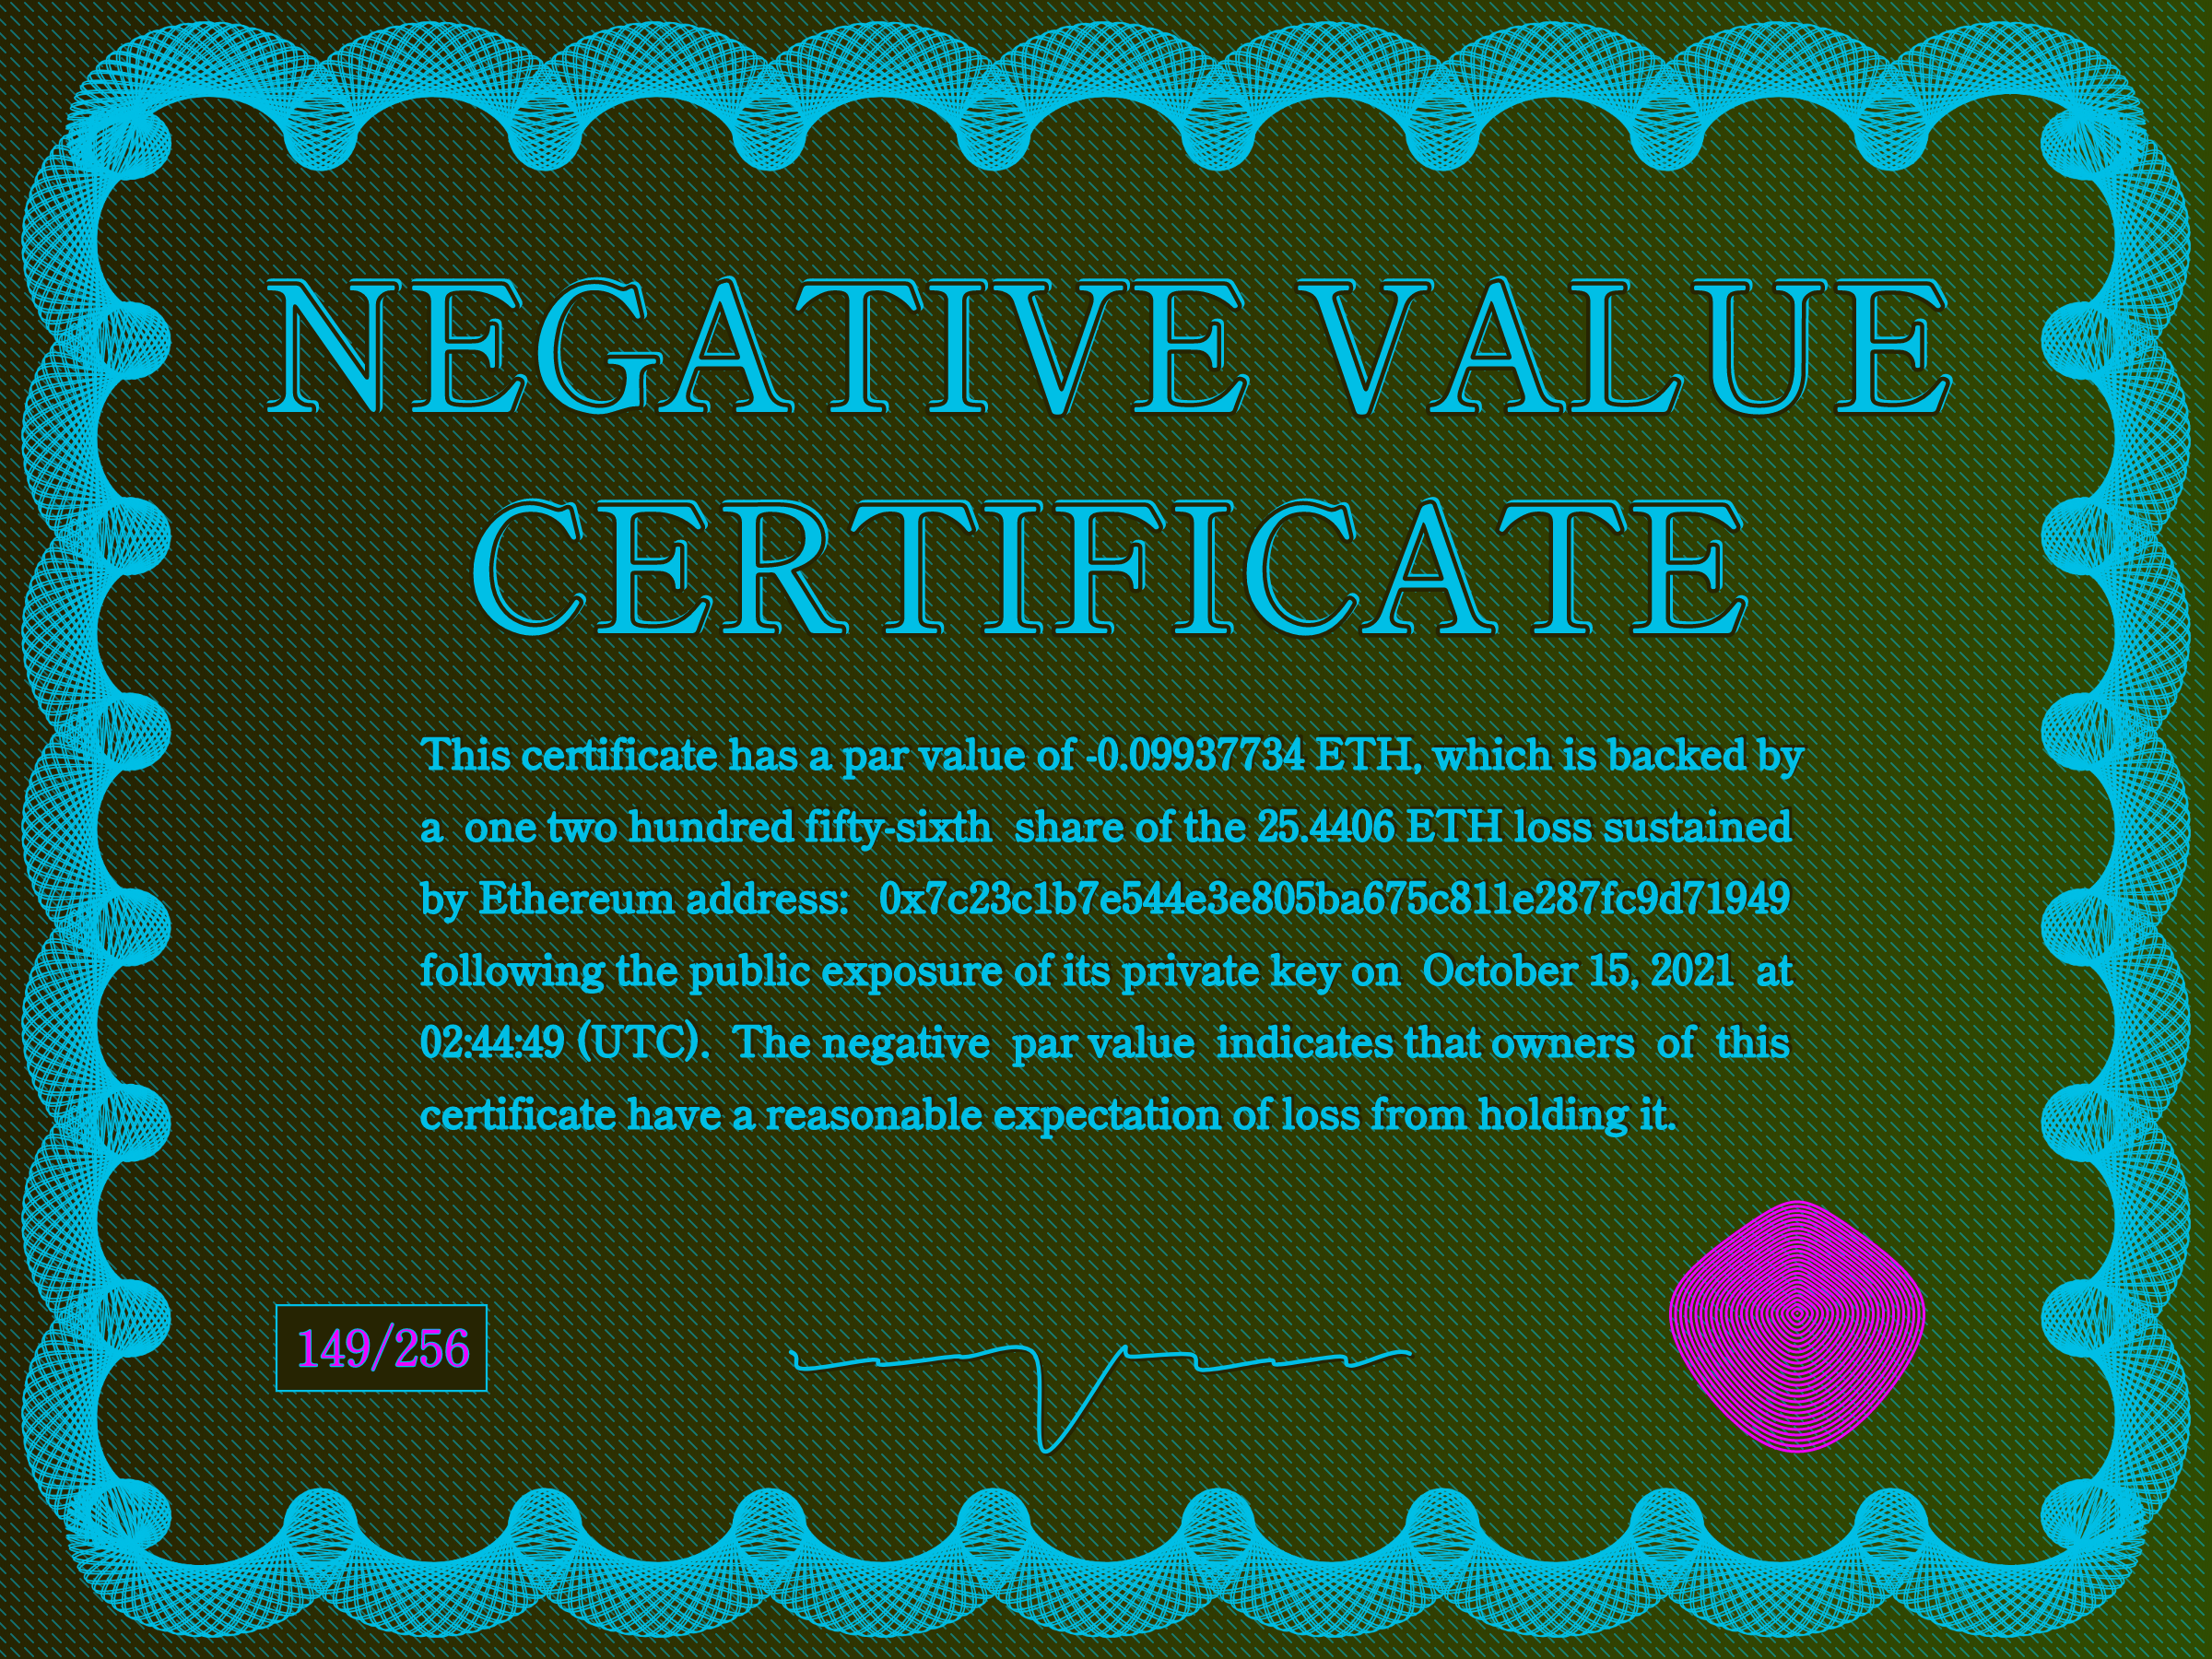 NEGATIVE VALUE
CERTIFICATE
This certificate has a par value of -0.09937734 ETH, which is backed by
a one two hundred fifty-sixth share of the 25.4406 ETH loss sustained
by Ethereum address: 0x7c23c1b7e544e3e805ba675c811e287fc9d71949
following the public exposure of its private key on October 15, 2021 at
02:44:49 (UTC). The negative par value indicates that owners of this
certificate have a reasonable expectation of loss from holding it.
149/256